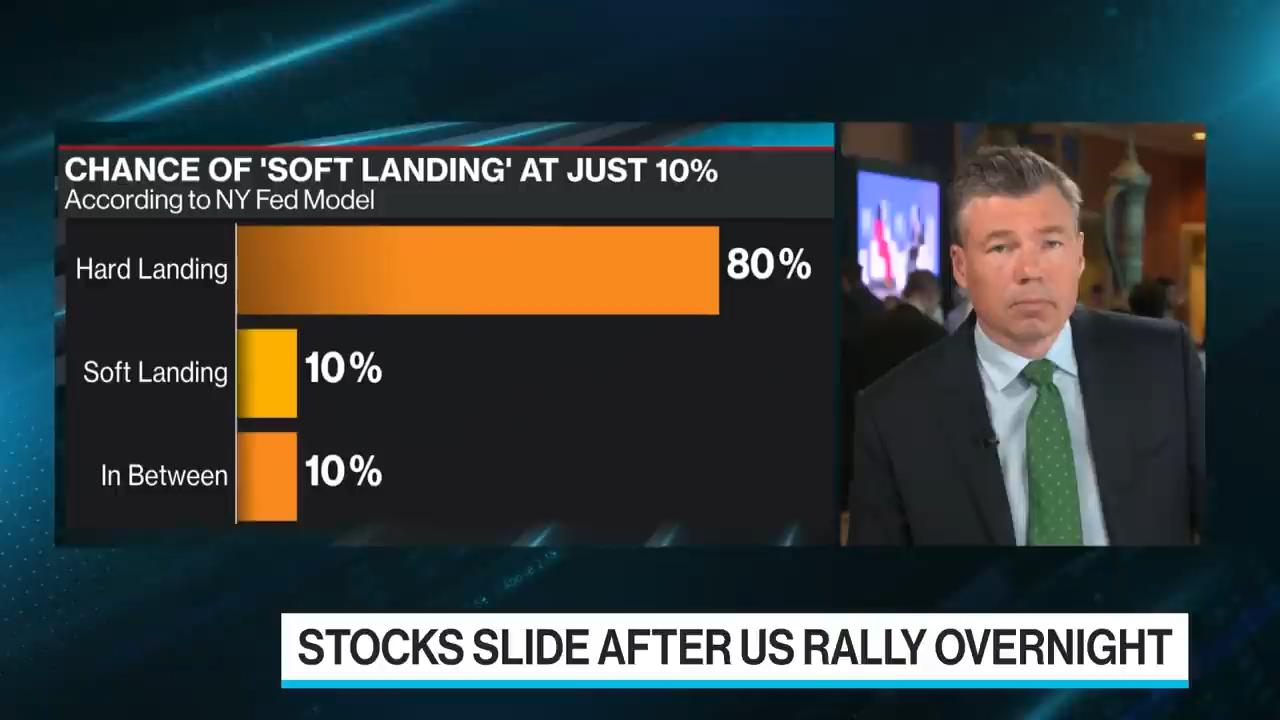 CHANCE OF 'SOFT LANDING' AT JUST 10%
According to NY Fed Model
Hard Landing 80%
Soft Landing 10%
In Between 10%
STOCKS SLIDE AFTER US RALLY OVERNIGHT